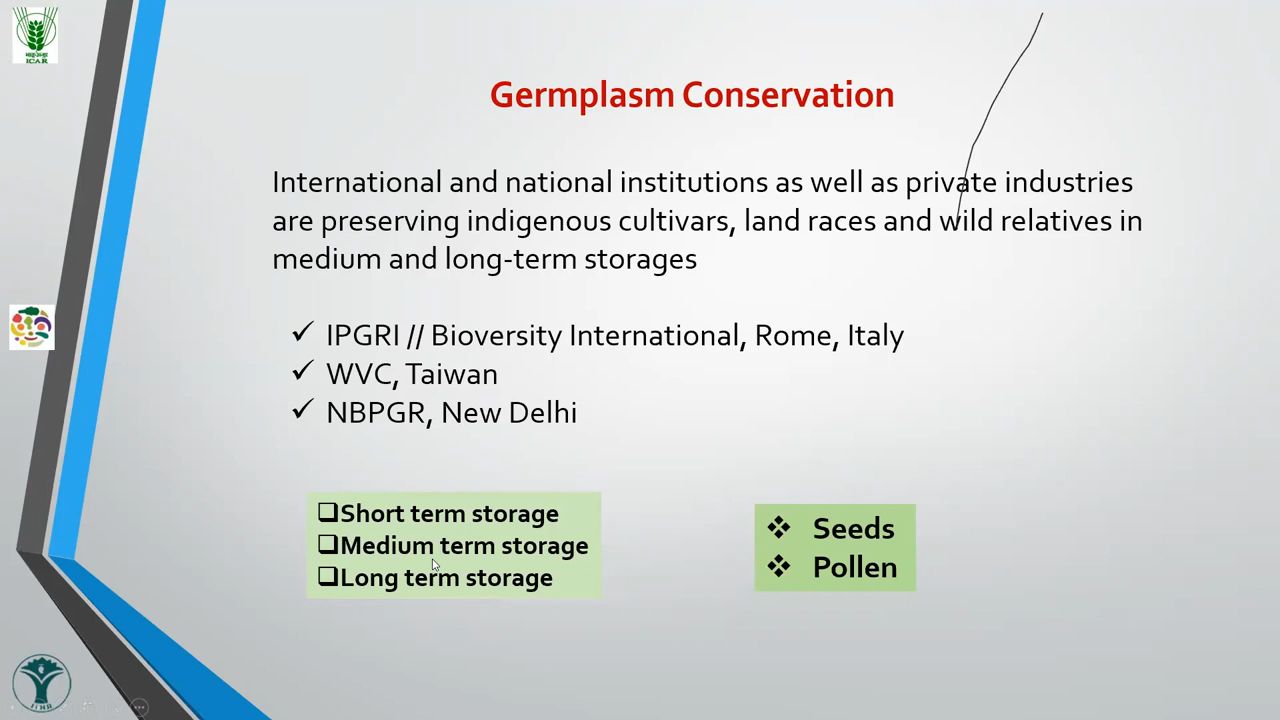 ICAR
Germplasm Conservation
International and national institutions as well as private industries
are preserving indigenous cultivars, land races and wild relatives in
medium and long-term storages
IPGRI // Bioversity International, Rome, Italy
WVC, Taiwan
NBPGR, New Delhi
Short term storage
Medium term storage
Long term storage
Seeds
Pollen